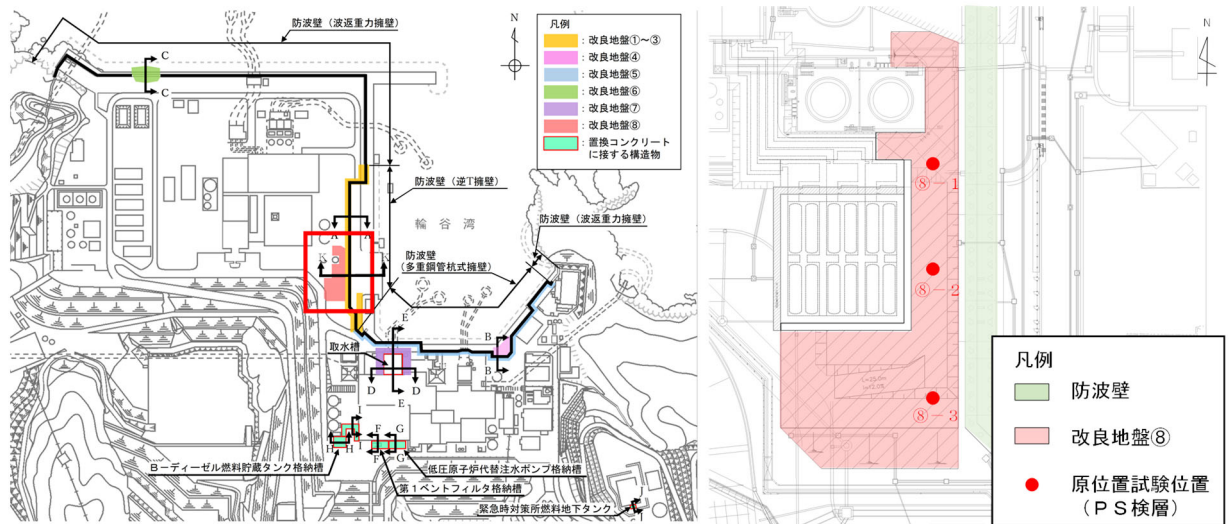 防波壁（波返重力擁壁）
N
凡例
：改良地盤①～③
：改良地盤④
：改良地盤⑤
：改良地盤⑥
：改良地盤⑦
：改良地盤⑧
：置換コンクリート
に接する構造物
C
C
防波壁（逆T擁壁）
輪谷湾
防波壁（波返重力擁壁）
防波壁
（多重鋼管杭式擁壁）
A
A
K
K
E
取水槽
B
B
D
D
E
I
I
H
H
F
G
F
G
B－ディーゼル燃料貯蔵タンク格納槽
低圧原子炉代替注水ポンプ格納槽
第１ベントフィルタ格納槽
緊急時対策所燃料地下タンク
J
N
⑧－1
⑧－2
⑧－3
凡例
防波壁
改良地盤⑧
原位置試験位置
（ＰＳ検層）